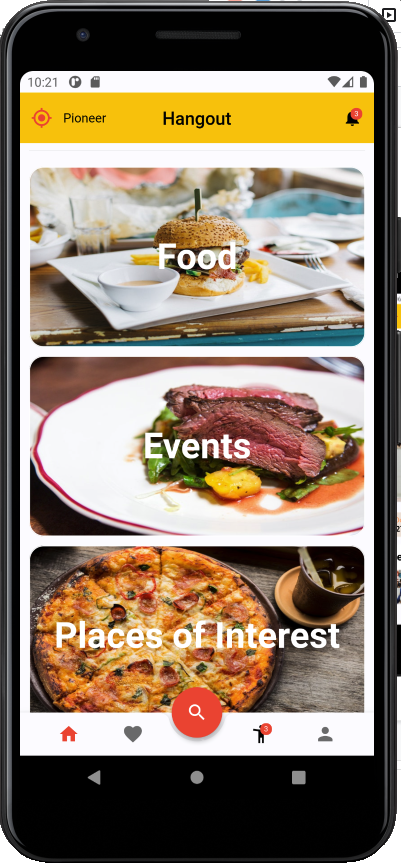 10:21
Pioneer
Hangout
3
Food
Events
Places of Interest
3